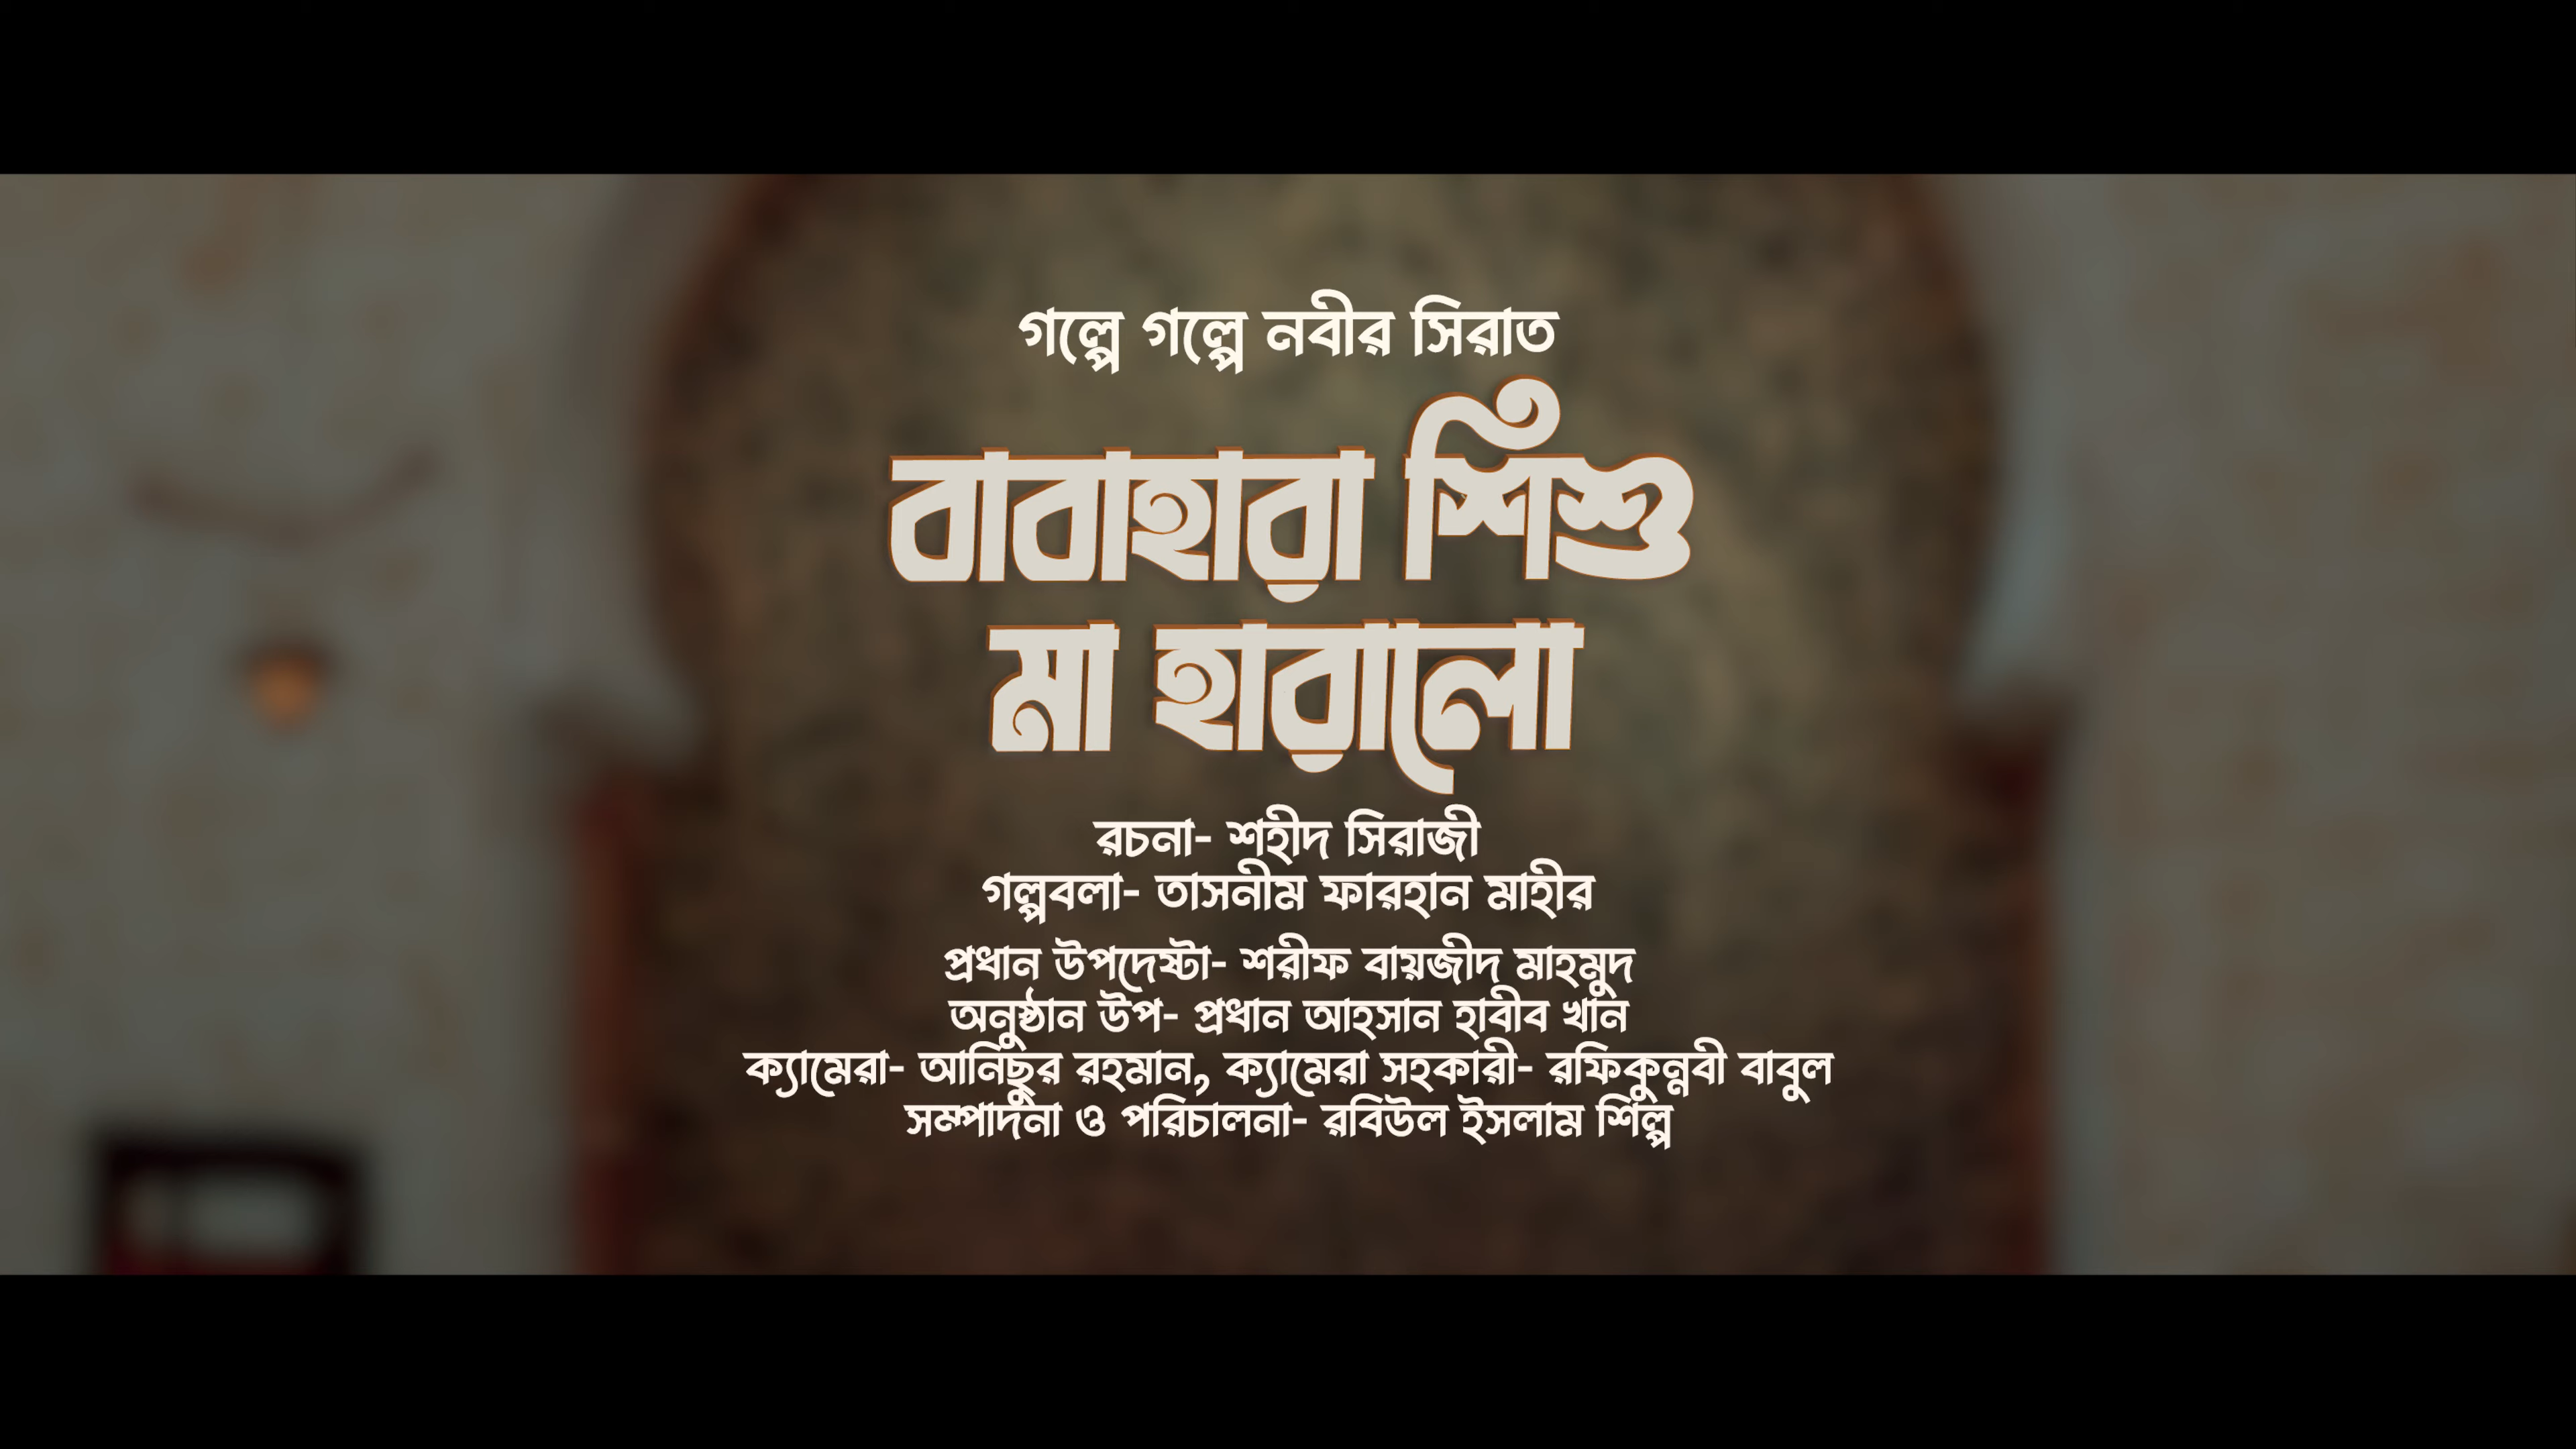 গল্পে গল্পে নবীর সিরাত
বাবাহারা শিশু
মা হারালো
রচনা- শহীদ সিরাজী
গল্পবলা- তাসনীম ফারহান মাহীর
প্রধান উপদেষ্টা- শরীফ বায়জীদ মাহমুদ
অনুষ্ঠান উপ- প্রধান আহসান হাবীব খান
ক্যামেরা- আনিছুর রহমান, ক্যামেরা সহকারী- রফিকুন্নবী বাবুল
সম্পাদনা ও পরিচালনা- রবিউল ইসলাম শিল্প